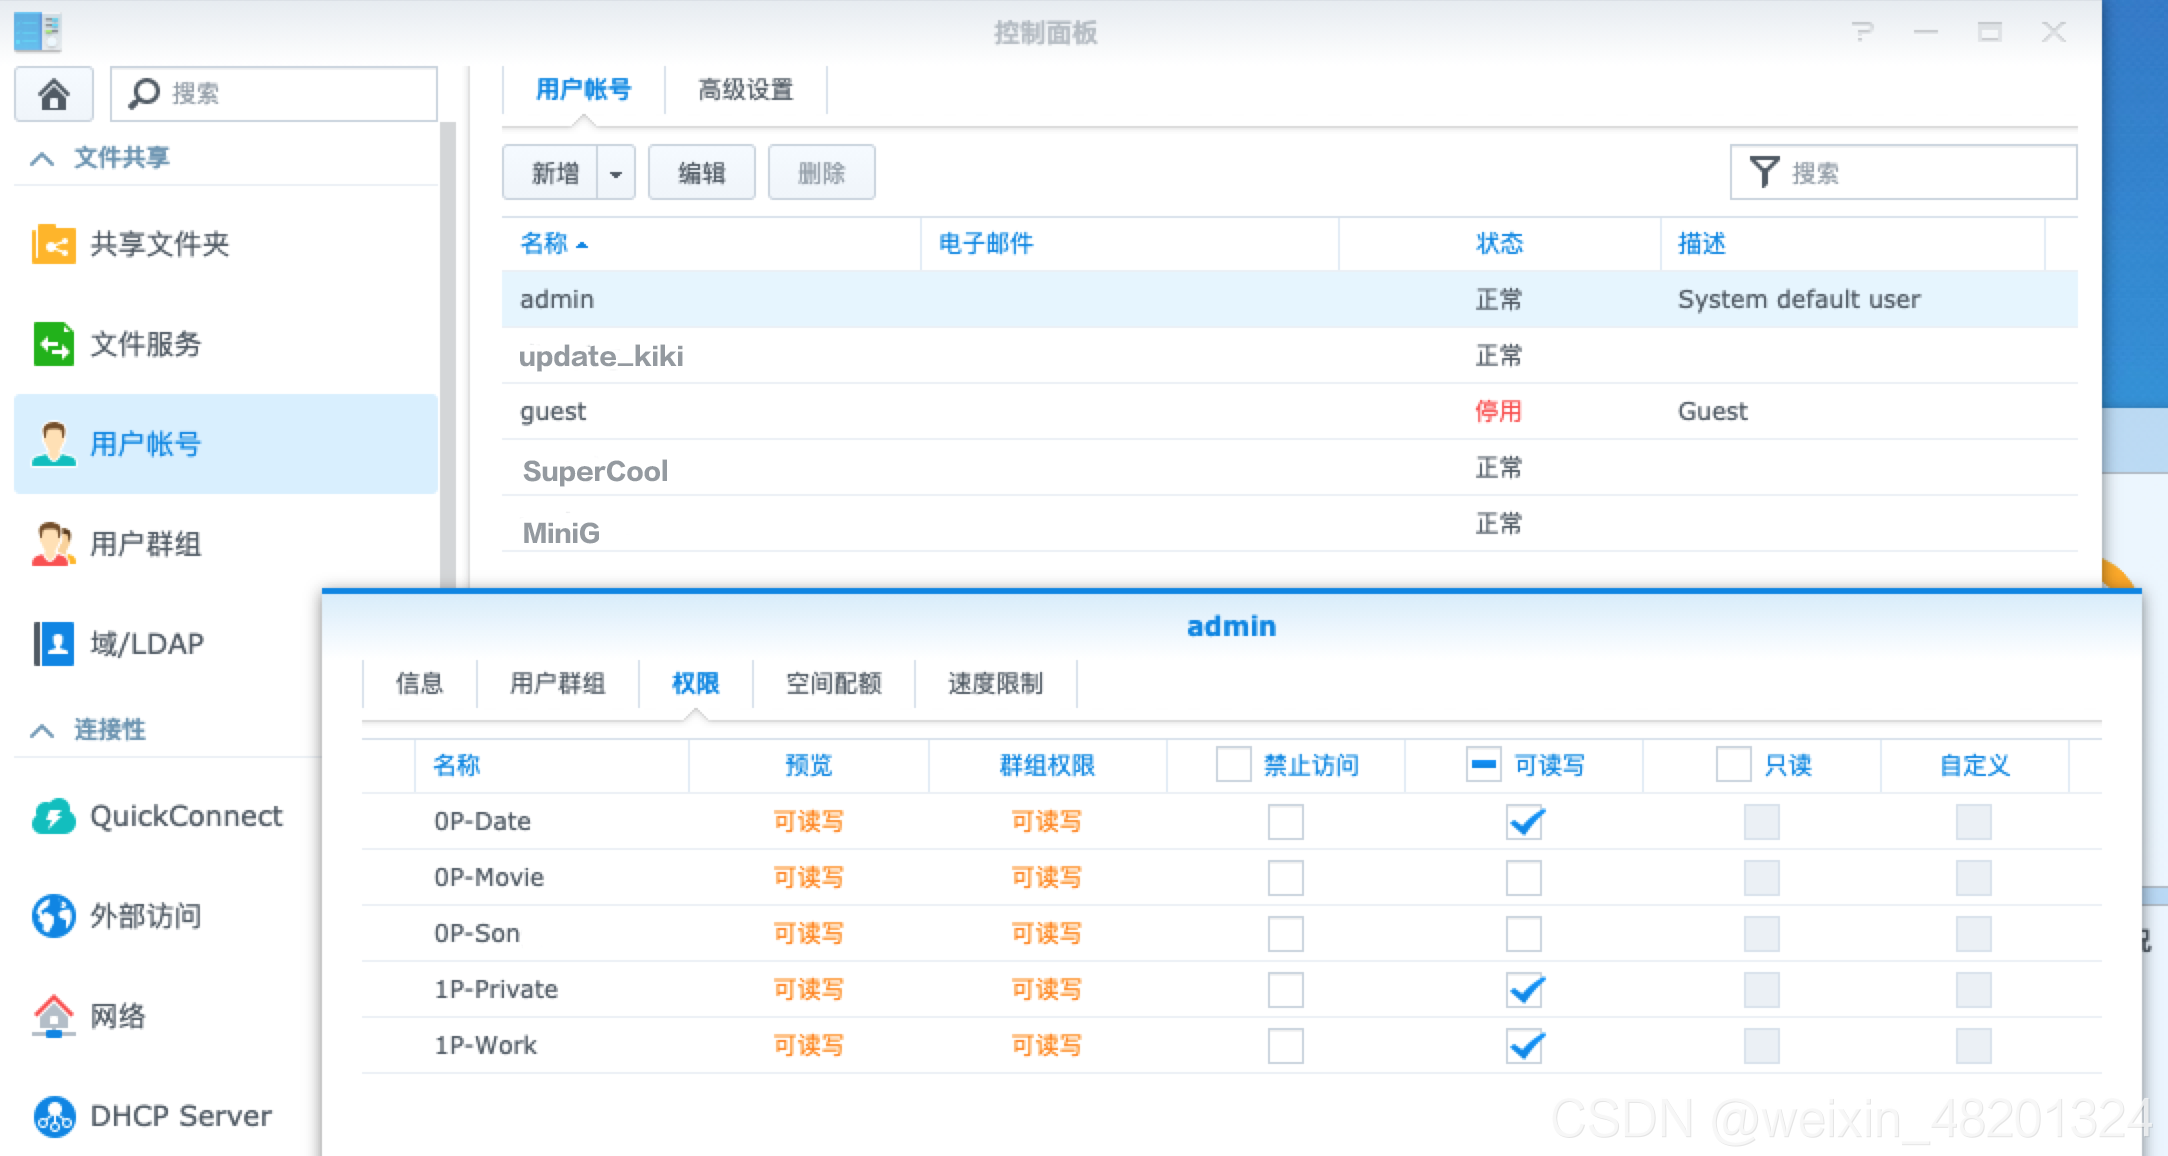 控制面板
搜索
用户帐号 高级设置
文件共享
新增 编辑 删除 搜索
共享文件夹
名称 电子邮件 状态 描述
admin 正常 System default user
文件服务
update_kiki 正常
guest 停用 Guest
用户帐号
SuperCool 正常
MiniG 正常
用户群组
域/LDAP
连接性
QuickConnect
外部访问
网络
DHCP Server
admin
信息 用户群组 权限 空间配额 速度限制
名称 预览 群组权限 禁止访问 可读写 只读 自定义
0P-Date 可读写 可读写
0P-Movie 可读写 可读写
0P-Son 可读写 可读写
1P-Private 可读写 可读写
1P-Work 可读写 可读写
CSDN @weixin_48201324